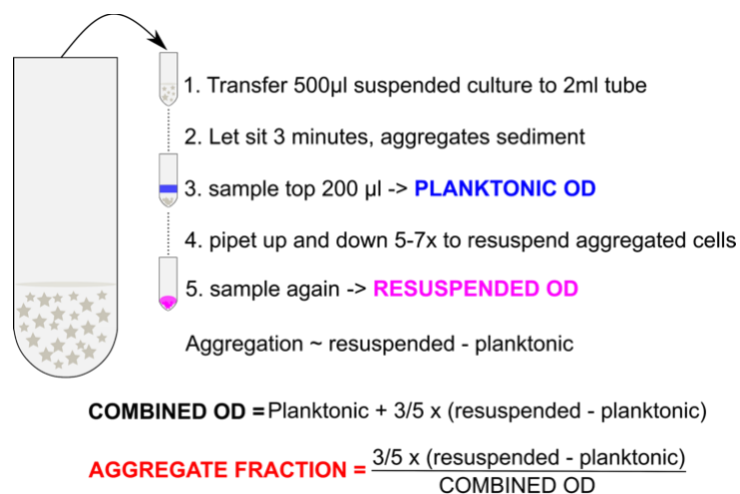 1. Transfer 500µl suspended culture to 2ml tube
2. Let sit 3 minutes, aggregates sediment
3. sample top 200 µl -> PLANKTONIC OD
4. pipet up and down 5-7x to resuspend aggregated cells
5. sample again -> RESUSPENDED OD
Aggregation ~ resuspended - planktonic
COMBINED OD = Planktonic + 3/5 x (resuspended - planktonic)
AGGREGATE FRACTION = 3/5 x (resuspended - planktonic)
COMBINED OD